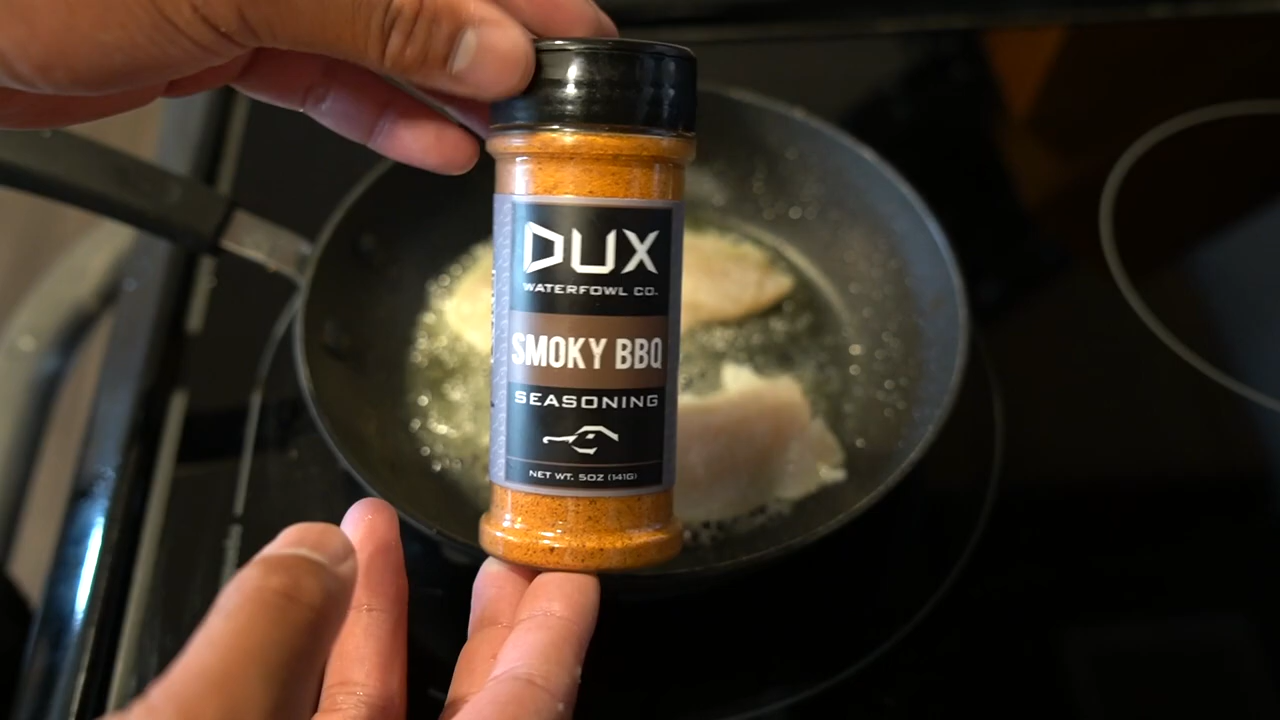 DUX
WATERFOWL CO.
SMOKY BBQ
SEASONING
NET WT. 5OZ (141G)